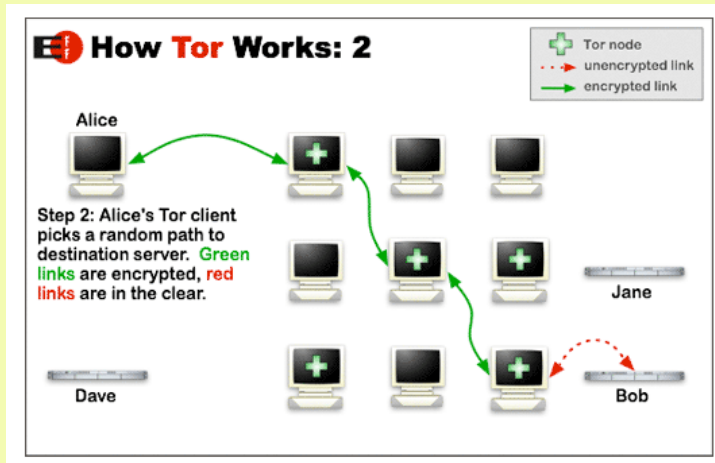 How Tor Works: 2
Tor node
unencrypted link
encrypted link
Alice
Step 2: Alice's Tor client
picks a random path to
destination server. Green
links are encrypted, red
links are in the clear.
Jane
Dave
Bob